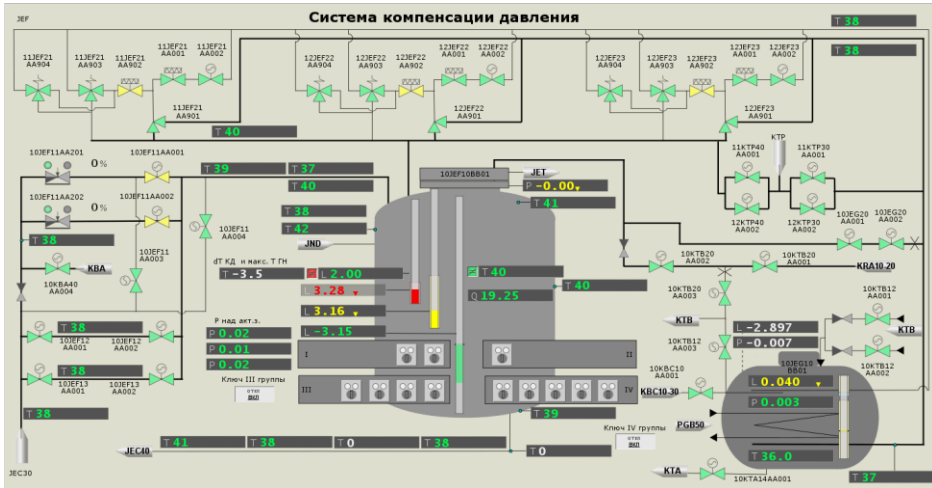 JEF
Система компенсации давления
T 38
T 38
11JEF21
AA904
11JEF21
AA903
11JEF21
AA902
11JEF21
AA001
11JEF21
AA002
11JEF21
AA901
12JEF22
AA904
12JEF22
AA903
12JEF22
AA902
12JEF22
AA001
12JEF22
AA002
12JEF22
AA901
12JEF23
AA904
12JEF23
AA903
12JEF23
AA902
12JEF23
AA001
12JEF23
AA002
12JEF23
AA901
T 40
10JEF11AA201
0 %
10JEF11AA001
T 39
T 37
T 40
10JEF10BB01
JET
P -0.00
T 41
11KTP40
AA001
KTP
11KTP30
AA001
10JEF11AA202
0 %
10JEF11AA002
T 38
T 42
JND
12KTP40
AA002
12KTP30
AA002
10JEG20
AA001
10JEG20
AA002
T 38
10JEF11
AA004
10JEF11
AA003
KBA
10KBA40
AA001
dT КД и макс. Т ГН
T -3.5
L 2.00
L 3.28
L 3.16
L -3.15
T 40
Q 19.25
T 40
10KTB20
AA002
10KTB20
AA001
KRA10-20
10KTB20
AA003
KTB
10KTB12
AA003
10KTB12
AA001
KTB
10KTB12
AA002
T 38
10JEF12
AA001
10JEF12
AA002
P над акт.з.
P 0.02
P 0.01
P 0.02
I
II
III
IV
T 38
10JEF13
AA001
10JEF13
AA002
Ключ III группы
откл
вкл
L -2.897
P -0.007
10JEG10
BB01
L 0.040
P 0.003
T 36.0
10KBC10
AA001
KBC10-30
PGB50
T 38
T 39
Ключ IV группы
откл
вкл
JEC30
JEC40
T 41
T 38
T 0
T 38
T 0
KTA
10KTA14AA001
T 37